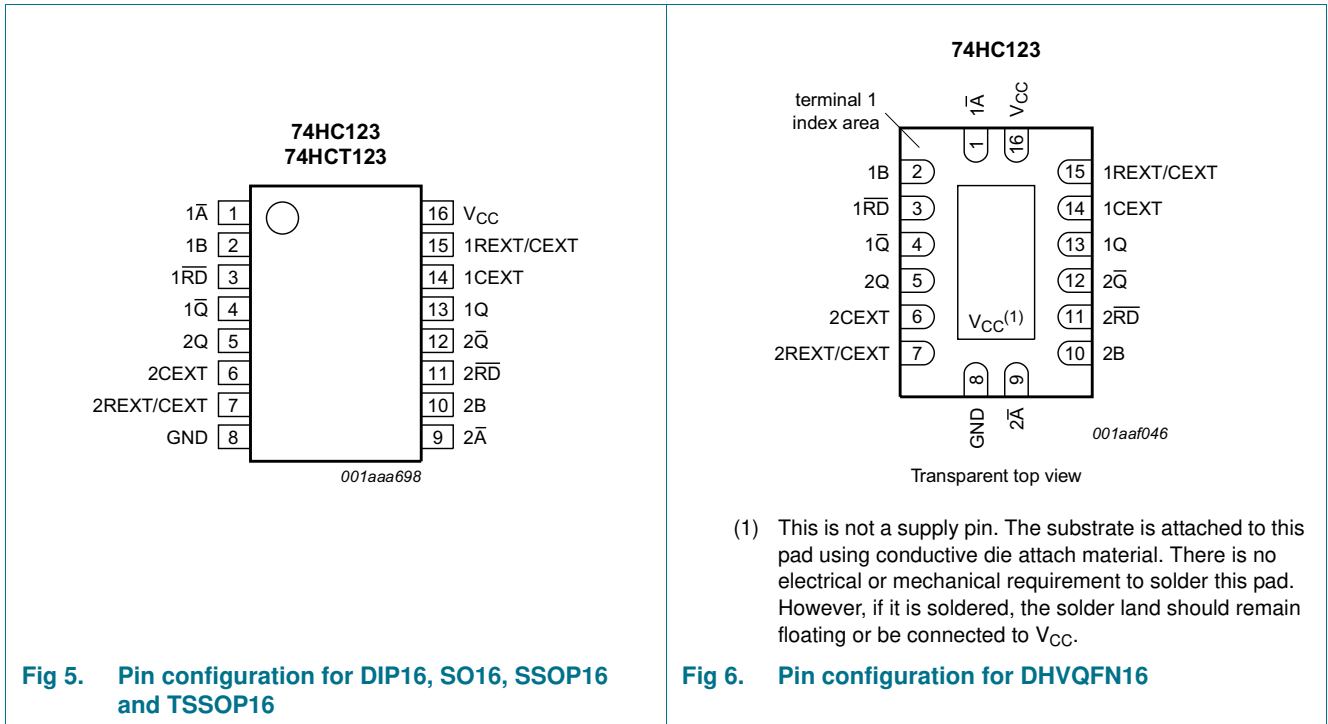 74HC123
74HCT123
1A̅ 1
1B 2
1R̅D̅ 3
1Q̅ 4
2Q 5
2CEXT 6
2REXT/CEXT 7
GND 8
16 VCC
15 1REXT/CEXT
14 1CEXT
13 1Q
12 2Q̅
11 2R̅D̅
10 2B
9 2A̅
001aaa698
Fig 5. Pin configuration for DIP16, SO16, SSOP16
and TSSOP16
74HC123
terminal 1
index area
1A̅ VCC
1 16
1B 2
1R̅D̅ 3
1Q̅ 4
2Q 5
2CEXT 6
2REXT/CEXT 7
15 1REXT/CEXT
14 1CEXT
13 1Q
12 2Q̅
11 2R̅D̅
10 2B
VCC(1)
8 9
GND 2A̅
001aaf046
Transparent top view
(1) This is not a supply pin. The substrate is attached to this
pad using conductive die attach material. There is no
electrical or mechanical requirement to solder this pad.
However, if it is soldered, the solder land should remain
floating or be connected to VCC.
Fig 6. Pin configuration for DHVQFN16